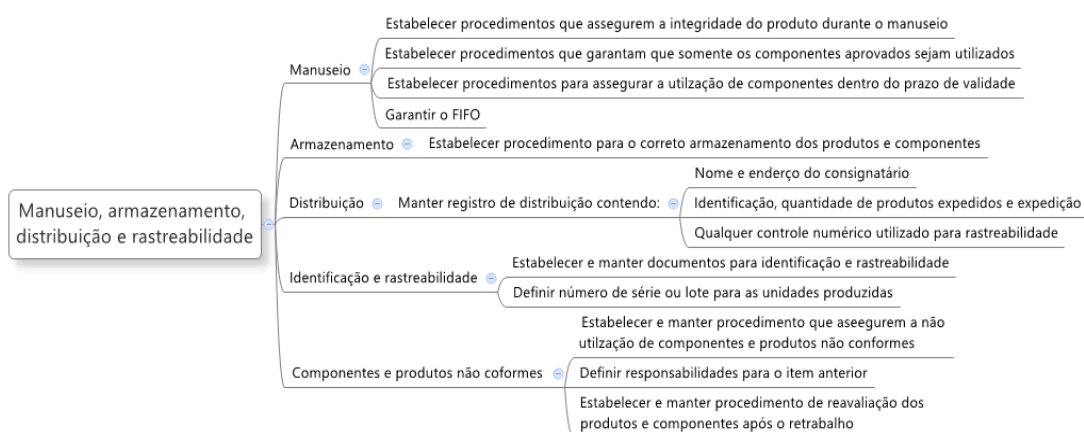 Estabelecer procedimentos que assegurem a integridade do produto durante o manuseio
Estabelecer procedimentos que garantam que somente os componentes aprovados sejam utilizados
Manuseio
Estabelecer procedimentos para assegurar a utilzação de componentes dentro do prazo de validade
Garantir o FIFO
Armazenamento
Estabelecer procedimento para o correto armazenamento dos produtos e componentes
Nome e enderço do consignatário
Manuseio, armazenamento,
distribuição e rastreabilidade
Distribuição
Manter registro de distribuição contendo:
Identificação, quantidade de produtos expedidos e expedição
Qualquer controle numérico utilizado para rastreabilidade
Identificação e rastreabilidade
Estabelecer e manter documentos para identificação e rastreabilidade
Definir número de série ou lote para as unidades produzidas
Estabelecer e manter procedimento que aseegurem a não
utilzação de componentes e produtos não conformes
Componentes e produtos não coformes
Definir responsabilidades para o item anterior
Estabelecer e manter procedimento de reavaliação dos
produtos e componentes após o retrabalho